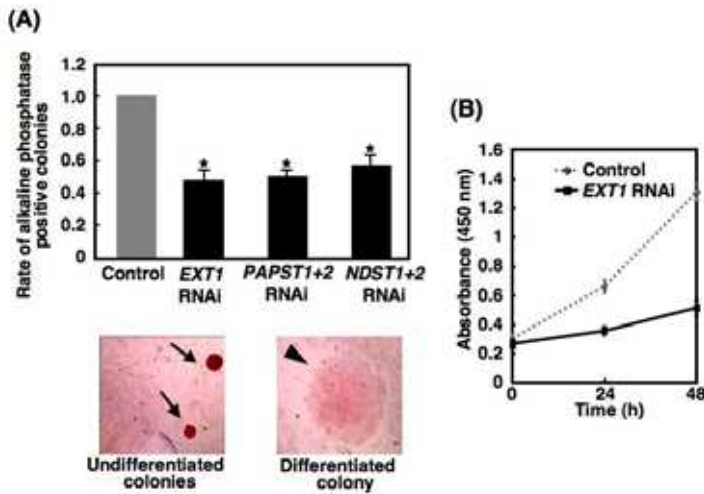 (A)
Rate of alkaline phosphatase
positive colonies
1.2
1.0
0.8
0.6
0.4
0.2
0
*
*
*
Control
EXT1
RNAi
PAPST1+2
RNAi
NDST1+2
RNAi
Undifferentiated
colonies
Differentiated
colony
(B)
Absorbance (450 nm)
1.6
1.4
1.2
1
0.8
0.6
0.4
0.2
0
Control
EXT1 RNAi
0
24
48
Time (h)